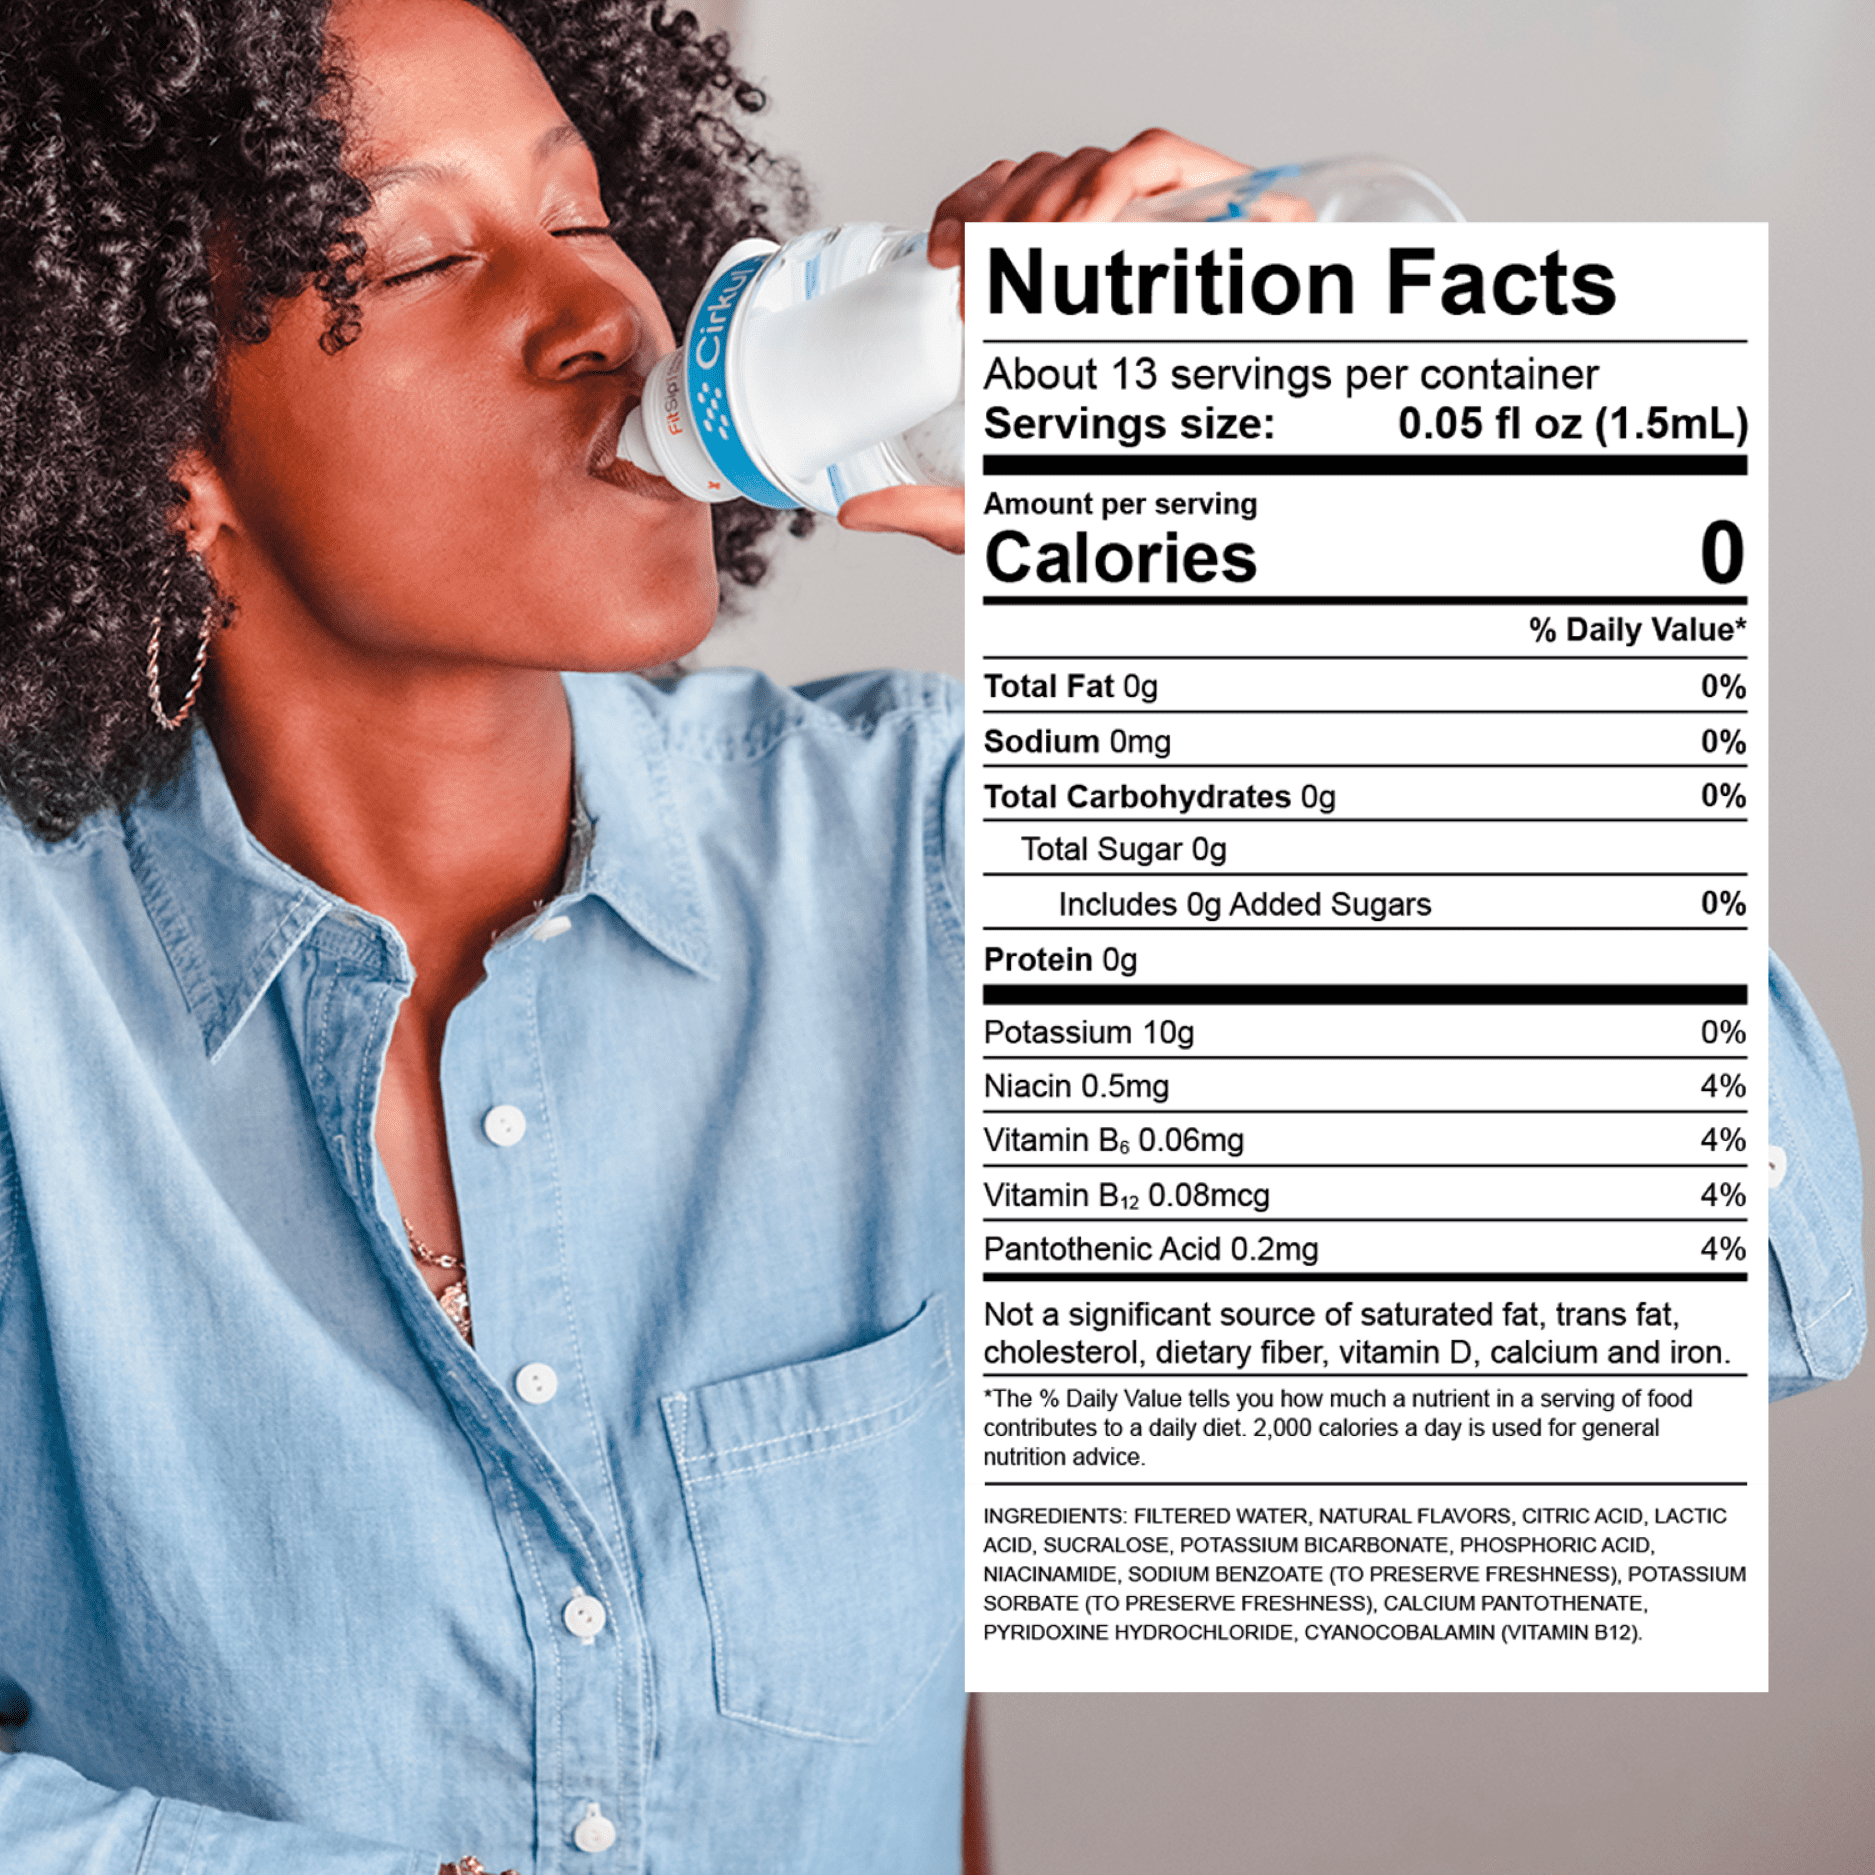 Cirkul
FitSip
Nutrition Facts
About 13 servings per container
Servings size: 0.05 fl oz (1.5mL)
Amount per serving
Calories 0
% Daily Value*
Total Fat 0g 0%
Sodium 0mg 0%
Total Carbohydrates 0g 0%
Total Sugar 0g
Includes 0g Added Sugars 0%
Protein 0g
Potassium 10g 0%
Niacin 0.5mg 4%
Vitamin B₆ 0.06mg 4%
Vitamin B₁₂ 0.08mcg 4%
Pantothenic Acid 0.2mg 4%
Not a significant source of saturated fat, trans fat,
cholesterol, dietary fiber, vitamin D, calcium and iron.
*The % Daily Value tells you how much a nutrient in a serving of food
contributes to a daily diet. 2,000 calories a day is used for general
nutrition advice.
INGREDIENTS: FILTERED WATER, NATURAL FLAVORS, CITRIC ACID, LACTIC
ACID, SUCRALOSE, POTASSIUM BICARBONATE, PHOSPHORIC ACID,
NIACINAMIDE, SODIUM BENZOATE (TO PRESERVE FRESHNESS), POTASSIUM
SORBATE (TO PRESERVE FRESHNESS), CALCIUM PANTOTHENATE,
PYRIDOXINE HYDROCHLORIDE, CYANOCOBALAMIN (VITAMIN B12).